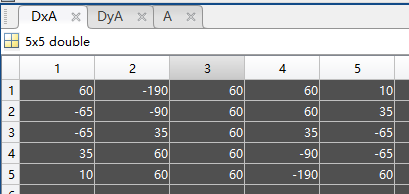 DxA DyA A
5x5 double
1 2 3 4 5
1 60 -190 60 60 10
2 -65 -90 60 60 35
3 -65 35 60 35 -65
4 35 60 60 -90 -65
5 10 60 60 -190 60